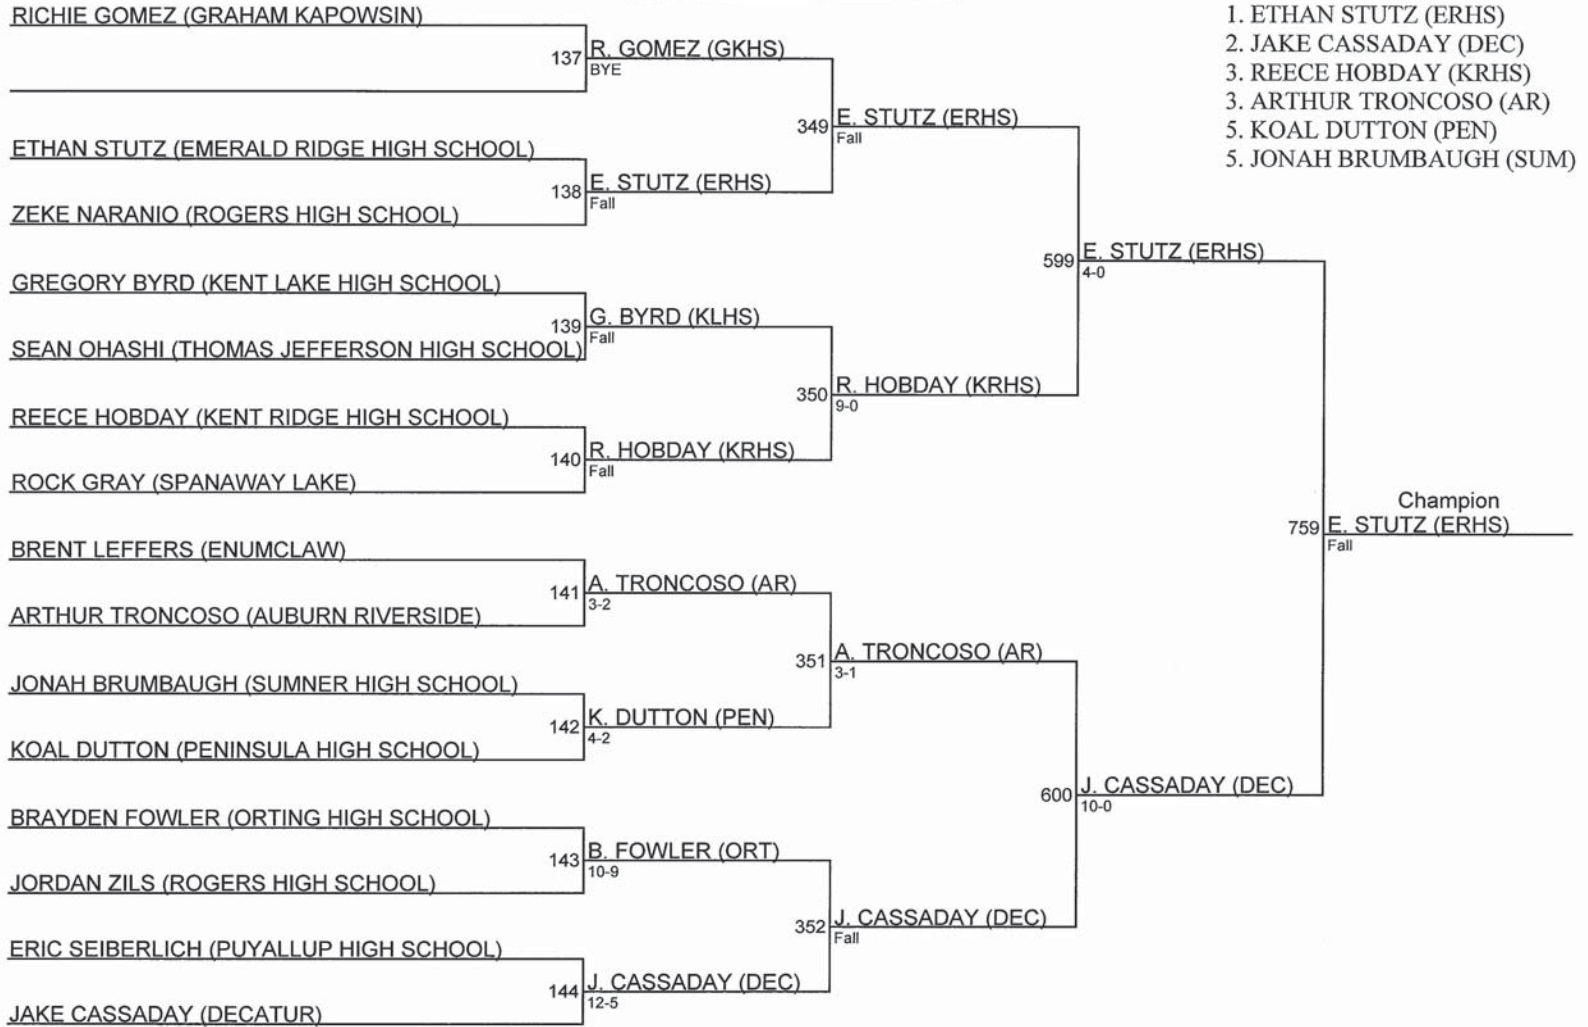 RICHIE GOMEZ (GRAHAM KAPOWSIN)
137
R. GOMEZ (GKHS)
BYE
ETHAN STUTZ (EMERALD RIDGE HIGH SCHOOL)
138
E. STUTZ (ERHS)
Fall
ZEKE NARANIO (ROGERS HIGH SCHOOL)
349
E. STUTZ (ERHS)
Fall
GREGORY BYRD (KENT LAKE HIGH SCHOOL)
139
G. BYRD (KLHS)
Fall
SEAN OHASHI (THOMAS JEFFERSON HIGH SCHOOL)
350
R. HOBDAY (KRHS)
9-0
REECE HOBDAY (KENT RIDGE HIGH SCHOOL)
140
R. HOBDAY (KRHS)
Fall
ROCK GRAY (SPANAWAY LAKE)
599
E. STUTZ (ERHS)
4-0
BRENT LEFFERS (ENUMCLAW)
141
A. TRONCOSO (AR)
3-2
ARTHUR TRONCOSO (AUBURN RIVERSIDE)
351
A. TRONCOSO (AR)
3-1
JONAH BRUMBAUGH (SUMNER HIGH SCHOOL)
142
K. DUTTON (PEN)
4-2
KOAL DUTTON (PENINSULA HIGH SCHOOL)
BRAYDEN FOWLER (ORTING HIGH SCHOOL)
143
B. FOWLER (ORT)
10-9
JORDAN ZILS (ROGERS HIGH SCHOOL)
352
J. CASSADAY (DEC)
Fall
ERIC SEIBERLICH (PUYALLUP HIGH SCHOOL)
144
J. CASSADAY (DEC)
12-5
JAKE CASSADAY (DECATUR)
600
J. CASSADAY (DEC)
10-0
Champion
759
E. STUTZ (ERHS)
Fall
1. ETHAN STUTZ (ERHS)
2. JAKE CASSADAY (DEC)
3. REECE HOBDAY (KRHS)
3. ARTHUR TRONCOSO (AR)
5. KOAL DUTTON (PEN)
5. JONAH BRUMBAUGH (SUM)